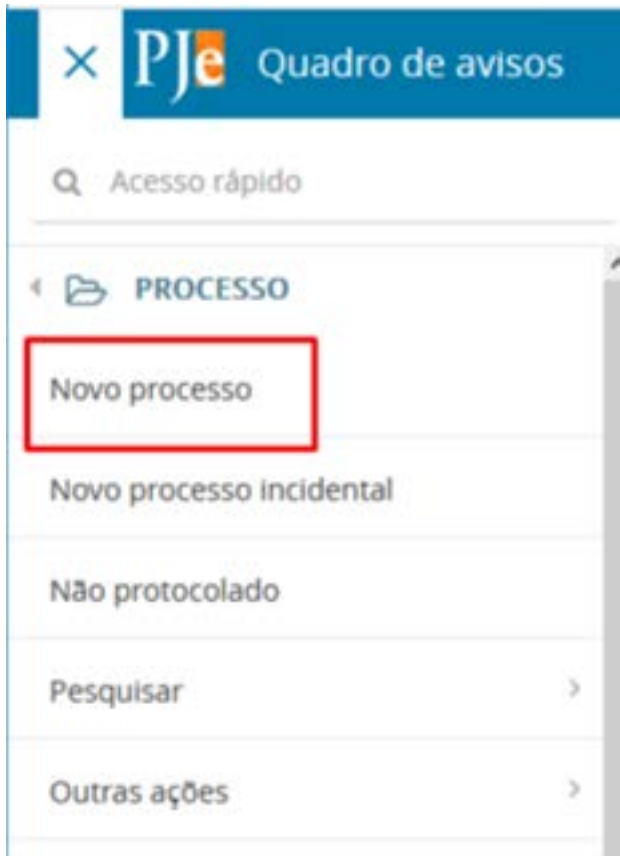 PJe Quadro de avisos
Acesso rápido
PROCESSO
Novo processo
Novo processo incidental
Não protocolado
Pesquisar
Outras ações